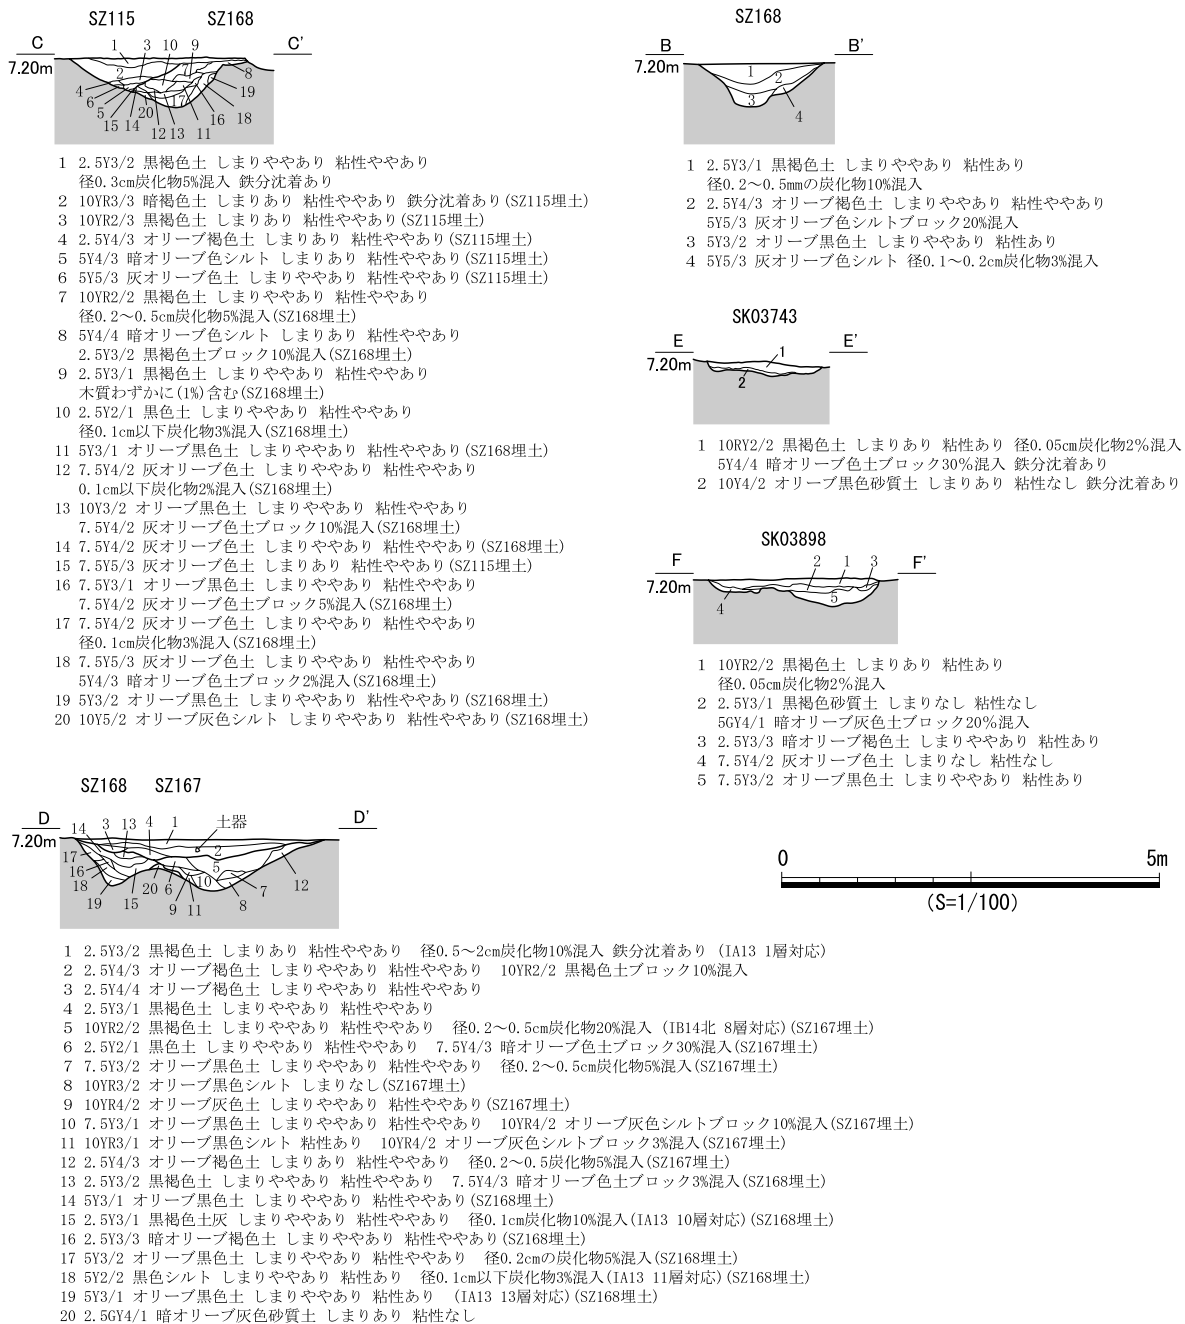 SZ115 SZ168
C C'
7.20m
1 3 10 9
2 8
4 19
6 17
5 20 16 18
15 14 12 13 11
1 2.5Y3/2 黒褐色土 しまりややあり 粘性ややあり
径0.3cm炭化物5%混入 鉄分沈着あり
2 10YR3/3 暗褐色土 しまりあり 粘性ややあり 鉄分沈着あり(SZ115埋土)
3 10YR2/3 黒褐色土 しまりあり 粘性ややあり(SZ115埋土)
4 2.5Y4/3 オリーブ褐色土 しまりあり 粘性ややあり(SZ115埋土)
5 5Y4/3 暗オリーブ色シルト しまりあり 粘性ややあり(SZ115埋土)
6 5Y5/3 灰オリーブ色土 しまりややあり 粘性ややあり(SZ115埋土)
7 10YR2/2 黒褐色土 しまりややあり 粘性ややあり
径0.2～0.5cm炭化物5%混入(SZ168埋土)
8 5Y4/4 暗オリーブ色シルト しまりあり 粘性ややあり
2.5Y3/2 黒褐色土ブロック10%混入(SZ168埋土)
9 2.5Y3/1 黒褐色土 しまりややあり 粘性ややあり
木質わずかに(1%)含む(SZ168埋土)
10 2.5Y2/1 黒色土 しまりややあり 粘性ややあり
径0.1cm以下炭化物3%混入(SZ168埋土)
11 5Y3/1 オリーブ黒色土 しまりややあり 粘性ややあり(SZ168埋土)
12 7.5Y4/2 灰オリーブ色土 しまりややあり 粘性ややあり
0.1cm以下炭化物2%混入(SZ168埋土)
13 10Y3/2 オリーブ黒色土 しまりややあり 粘性ややあり
7.5Y4/2 灰オリーブ色土ブロック10%混入(SZ168埋土)
14 7.5Y4/2 灰オリーブ色土 しまりややあり 粘性ややあり(SZ168埋土)
15 7.5Y5/3 灰オリーブ色土 しまりあり 粘性ややあり(SZ115埋土)
16 7.5Y3/1 オリーブ黒色土 しまりややあり 粘性ややあり
7.5Y4/2 灰オリーブ色土ブロック5%混入(SZ168埋土)
17 7.5Y4/2 灰オリーブ色土 しまりややあり 粘性ややあり
径0.1cm炭化物3%混入(SZ168埋土)
18 7.5Y5/3 灰オリーブ色土 しまりややあり 粘性ややあり
5Y4/3 暗オリーブ色土ブロック2%混入(SZ168埋土)
19 5Y3/2 オリーブ黒色土 しまりややあり 粘性ややあり(SZ168埋土)
20 10Y5/2 オリーブ灰色シルト しまりややあり 粘性ややあり(SZ168埋土)
SZ168
B B'
7.20m
1 2
3 4
1 2.5Y3/1 黒褐色土 しまりややあり 粘性あり
径0.2～0.5mmの炭化物10%混入
2 2.5Y4/3 オリーブ褐色土 しまりややあり 粘性ややあり
5Y5/3 灰オリーブ色シルトブロック20%混入
3 5Y3/2 オリーブ黒色土 しまりややあり 粘性あり
4 5Y5/3 灰オリーブ色シルト 径0.1～0.2cm炭化物3%混入
SK03743
E E'
7.20m
1
2
1 10RY2/2 黒褐色土 しまりあり 粘性あり 径0.05cm炭化物2%混入
5Y4/4 暗オリーブ色土ブロック30%混入 鉄分沈着あり
2 10Y4/2 オリーブ黒色砂質土 しまりあり 粘性なし 鉄分沈着あり
SK03898
F F'
7.20m
2 1 3
4 5
1 10YR2/2 黒褐色土 しまりあり 粘性あり
径0.05cm炭化物2%混入
2 2.5Y3/1 黒褐色砂質土 しまりなし 粘性なし
5GY4/1 暗オリーブ灰色土ブロック20%混入
3 2.5Y3/3 暗オリーブ褐色土 しまりややあり 粘性あり
4 7.5Y4/2 灰オリーブ色土 しまりなし 粘性なし
5 7.5Y3/2 オリーブ黒色土 しまりややあり 粘性あり
SZ168 SZ167
D D'
7.20m
14 3 13 4 1 土器
17 2
16 5
18 20 6 10 7 12
19 15 9 11 8
0 5m
(S=1/100)
1 2.5Y3/2 黒褐色土 しまりあり 粘性ややあり 径0.5～2cm炭化物10%混入 鉄分沈着あり (IA13 1層対応)
2 2.5Y4/3 オリーブ褐色土 しまりややあり 粘性ややあり 10YR2/2 黒褐色土ブロック10%混入
3 2.5Y4/4 オリーブ褐色土 しまりややあり 粘性ややあり
4 2.5Y3/1 黒褐色土 しまりややあり 粘性ややあり
5 10YR2/2 黒褐色土 しまりややあり 粘性ややあり 径0.2～0.5cm炭化物20%混入 (IB14北 8層対応)(SZ167埋土)
6 2.5Y2/1 黒色土 しまりややあり 粘性ややあり 7.5Y4/3 暗オリーブ色土ブロック30%混入(SZ167埋土)
7 7.5Y3/2 オリーブ黒色土 しまりややあり 粘性ややあり 径0.2～0.5cm炭化物5%混入(SZ167埋土)
8 10YR3/2 オリーブ黒色シルト しまりなし(SZ167埋土)
9 10YR4/2 オリーブ灰色土 しまりややあり 粘性ややあり(SZ167埋土)
10 7.5Y3/1 オリーブ黒色土 しまりややあり 粘性ややあり 10YR4/2 オリーブ灰色シルトブロック10%混入(SZ167埋土)
11 10YR3/1 オリーブ黒色シルト 粘性あり 10YR4/2 オリーブ灰色シルトブロック3%混入(SZ167埋土)
12 2.5Y4/3 オリーブ褐色土 しまりあり 粘性ややあり 径0.2～0.5炭化物5%混入(SZ167埋土)
13 2.5Y3/2 黒褐色土 しまりややあり 粘性ややあり 7.5Y4/3 暗オリーブ色土ブロック3%混入(SZ168埋土)
14 5Y3/1 オリーブ黒色土 しまりややあり 粘性ややあり(SZ168埋土)
15 2.5Y3/1 黒褐色土灰 しまりややあり 粘性ややあり 径0.1cm炭化物10%混入(IA13 10層対応)(SZ168埋土)
16 2.5Y3/3 暗オリーブ褐色土 しまりややあり 粘性ややあり(SZ168埋土)
17 5Y3/2 オリーブ黒色土 しまりややあり 粘性ややあり 径0.2cmの炭化物5%混入(SZ168埋土)
18 5Y2/2 黒色シルト しまりややあり 粘性あり 径0.1cm以下炭化物3%混入(IA13 11層対応)(SZ168埋土)
19 5Y3/1 オリーブ黒色土 しまりややあり 粘性あり (IA13 13層対応)(SZ168埋土)
20 2.5GY4/1 暗オリーブ灰色砂質土 しまりあり 粘性なし